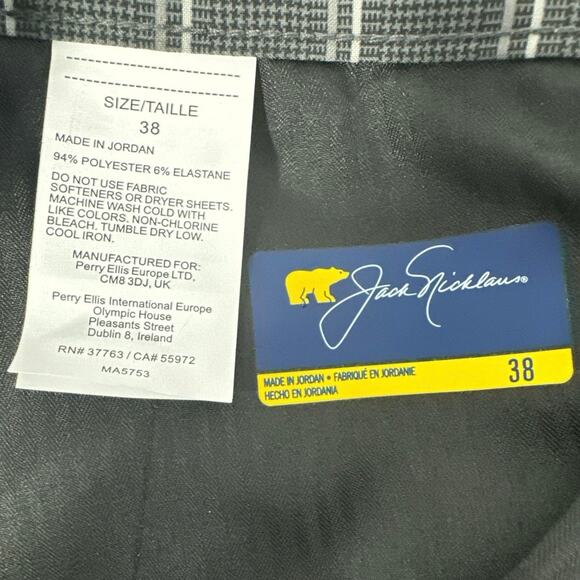 SIZE/TAILLE
38
MADE IN JORDAN
94% POLYESTER 6% ELASTANE
DO NOT USE FABRIC
SOFTENERS OR DRYER SHEETS.
MACHINE WASH COLD WITH
LIKE COLORS. NON-CHLORINE
BLEACH. TUMBLE DRY LOW.
COOL IRON.
MANUFACTURED FOR:
Perry Ellis Europe LTD,
CM8 3DJ, UK
Perry Ellis International Europe
Olympic House
Pleasants Street
Dublin 8, Ireland
RN# 37763 / CA# 55972
MA5753
Jack Nicklaus®
MADE IN JORDAN • FABRIQUÉ EN JORDANIE
HECHO EN JORDANIA
38